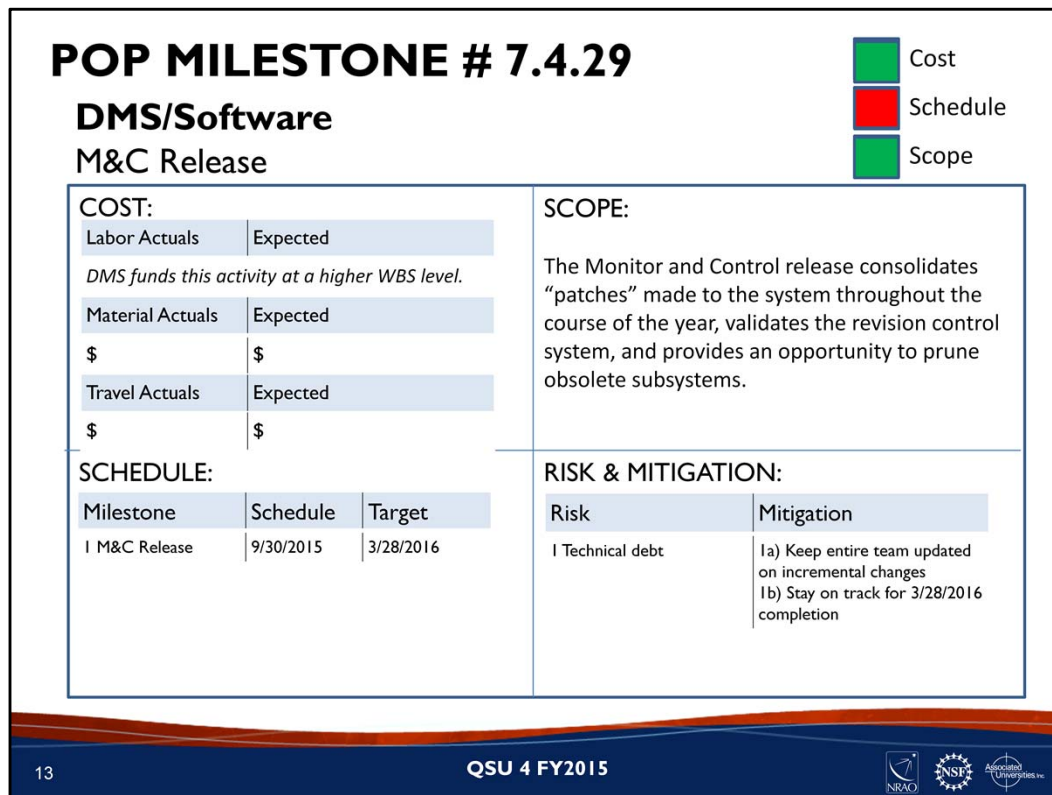 POP MILESTONE # 7.4.29
DMS/Software
M&C Release
Cost
Schedule
Scope
COST:
Labor Actuals Expected
DMS funds this activity at a higher WBS level.
Material Actuals Expected
$ $
Travel Actuals Expected
$ $
SCOPE:
The Monitor and Control release consolidates
“patches” made to the system throughout the
course of the year, validates the revision control
system, and provides an opportunity to prune
obsolete subsystems.
SCHEDULE:
Milestone Schedule Target
1 M&C Release 9/30/2015 3/28/2016
RISK & MITIGATION:
Risk Mitigation
1 Technical debt 1a) Keep entire team updated
on incremental changes
1b) Stay on track for 3/28/2016
completion
13
QSU 4 FY2015
NRAO
NSF
Associated
Universities, Inc.